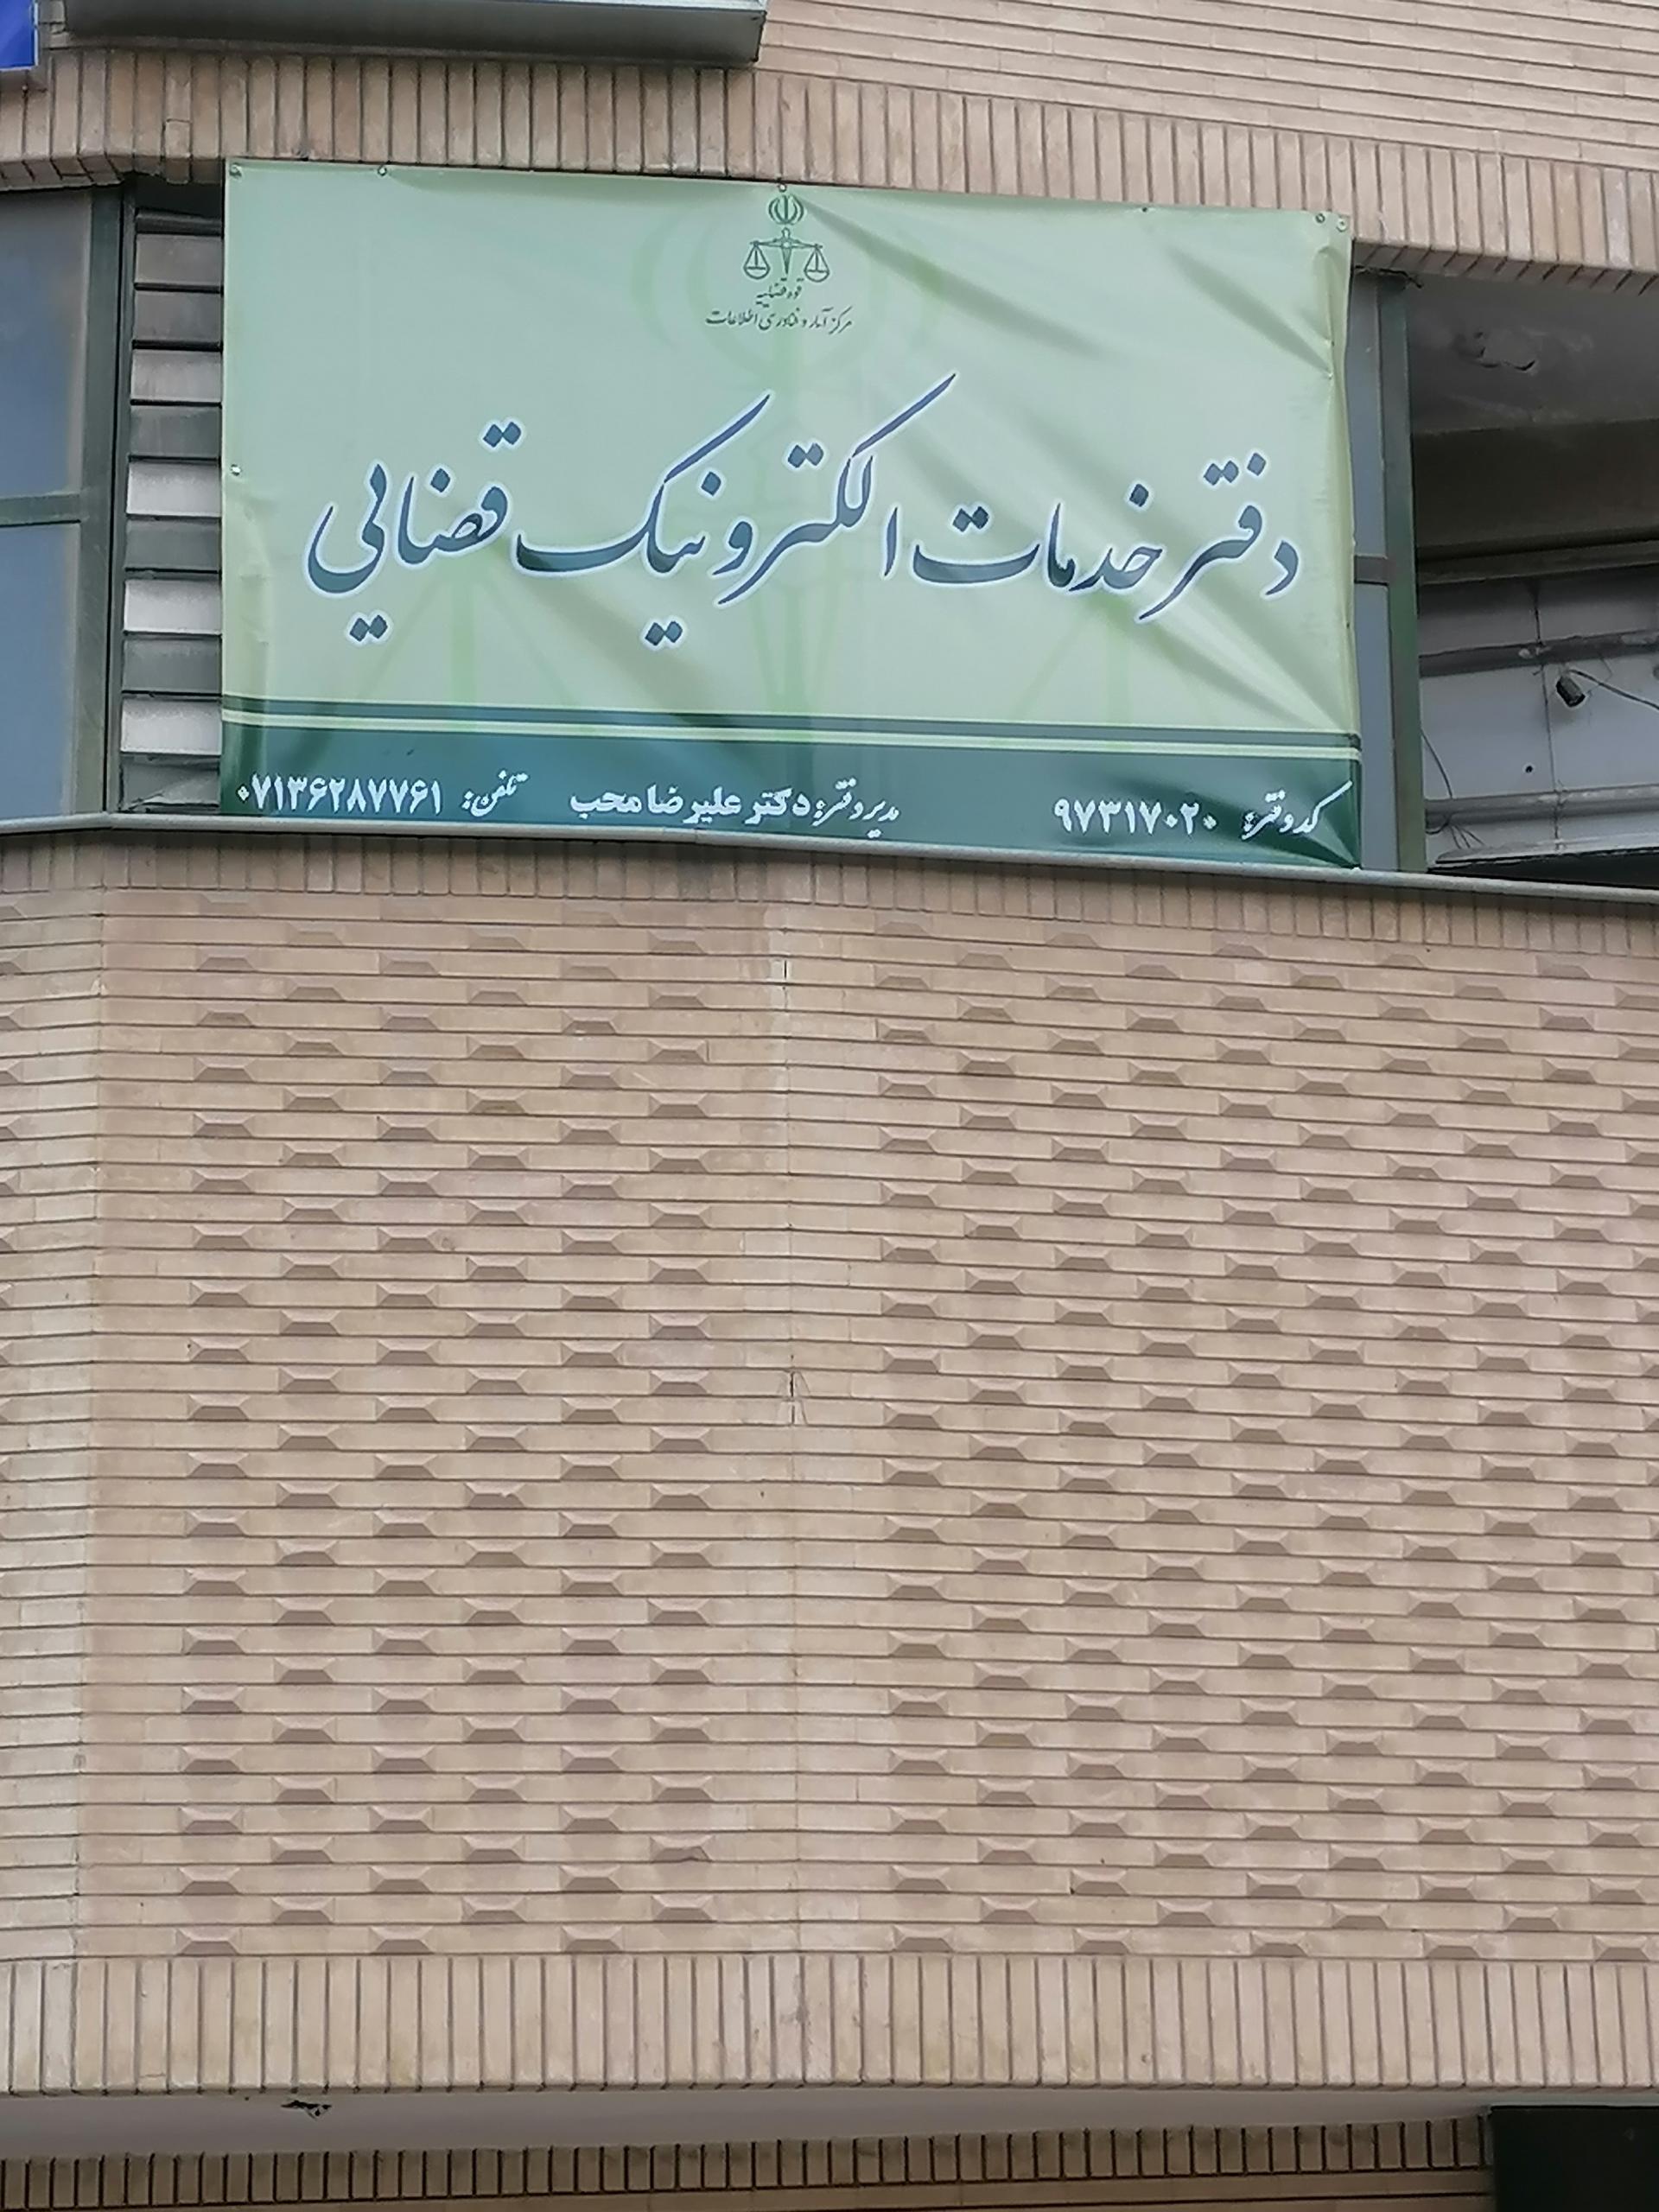 قوه قضاییه
مرکز آمار و فناوری اطلاعات
دفتر خدمات الکترونیک قضایی
کد دفتر: ۹۷۳۱۷۰۲۰ مدیر دفتر: دکتر علیرضا محب تلفن: ۰۷۱۳۶۲۸۷۷۶۱